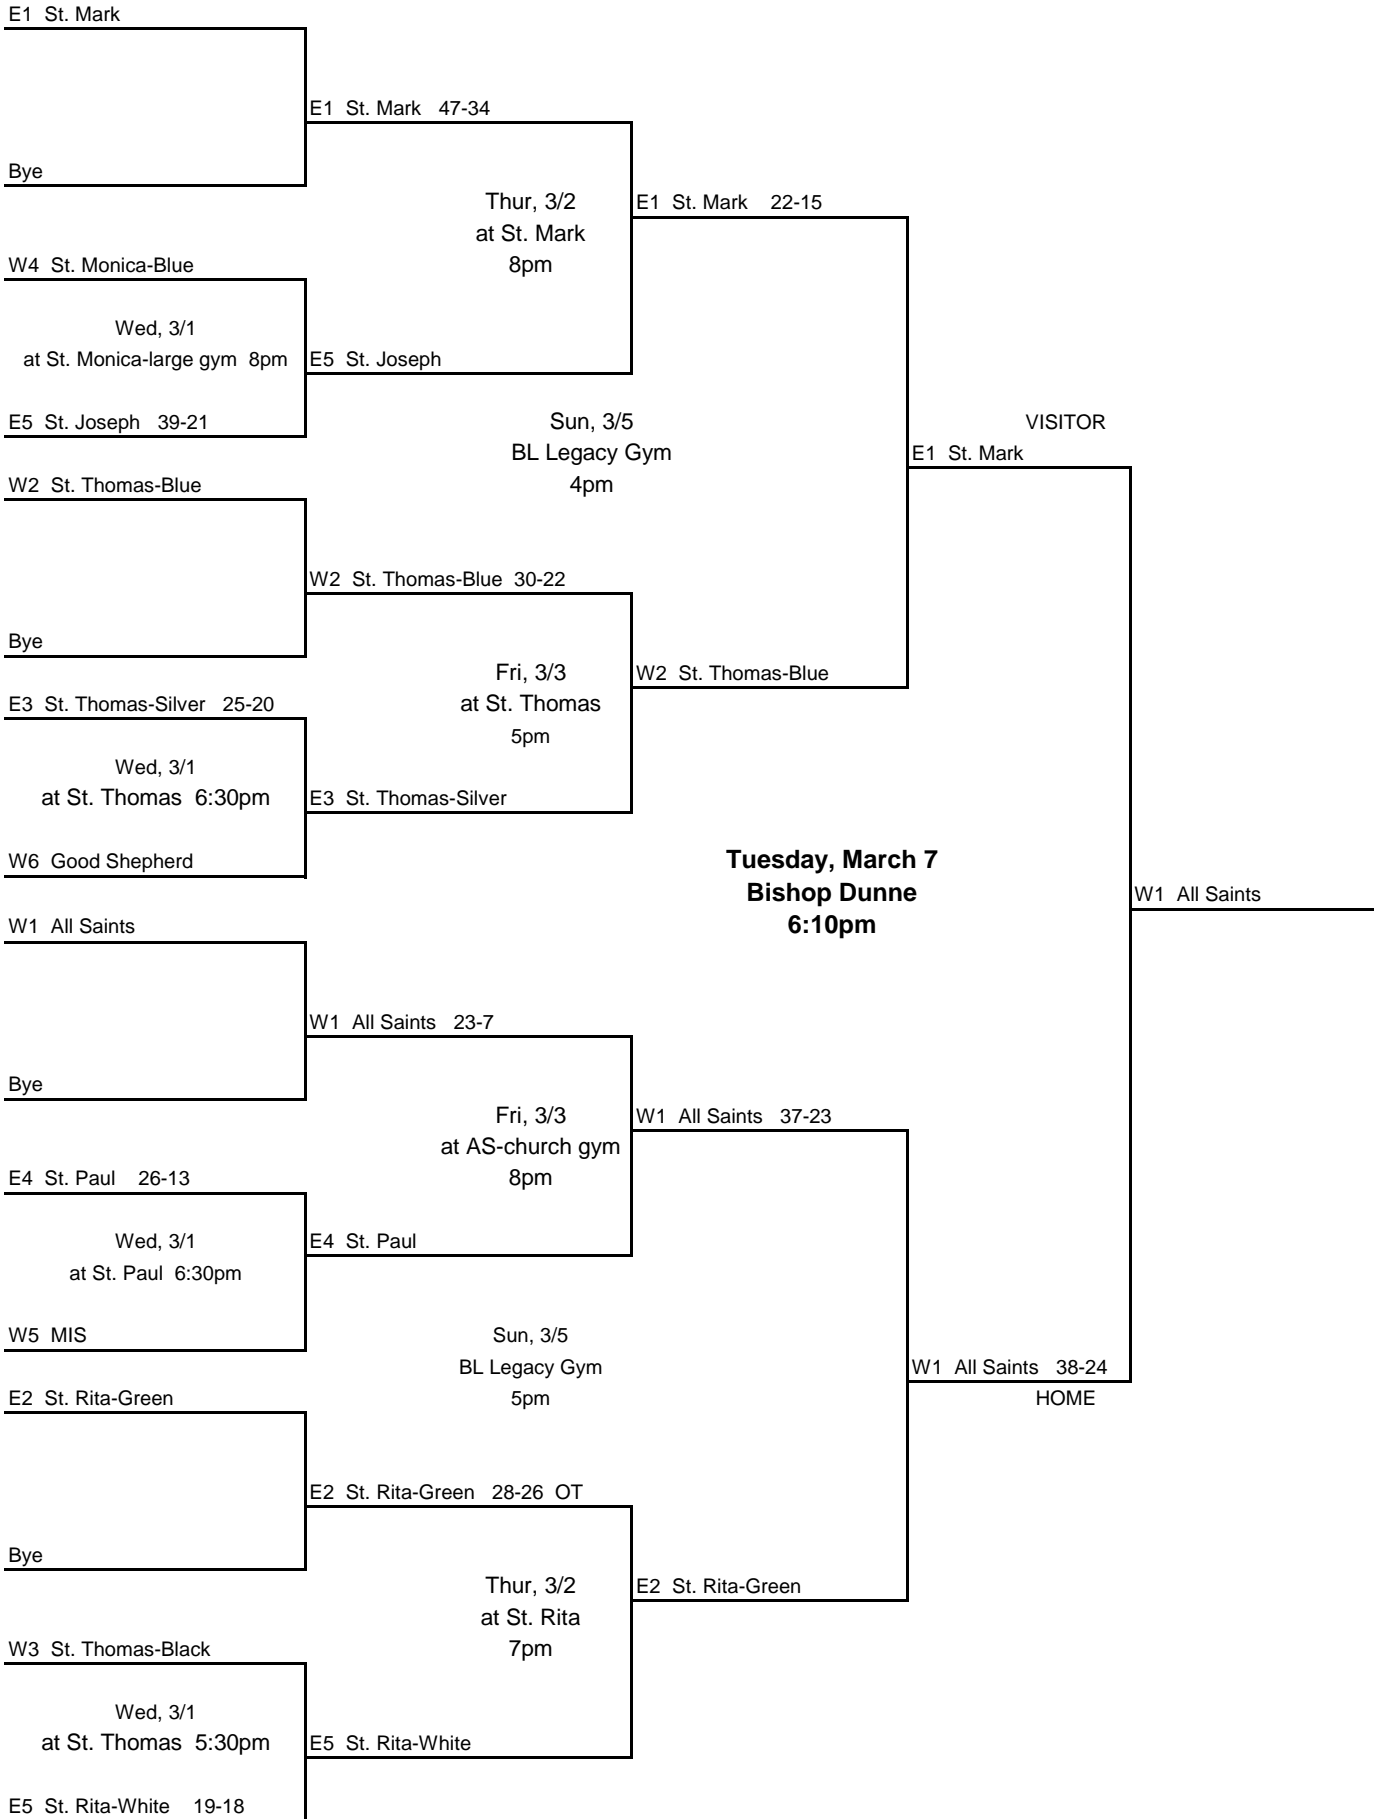 E1  St. Mark
E1  St. Mark   47-34
Bye
Thur, 3/2
at St. Mark
8pm
E1  St. Mark    22-15
W4  St. Monica-Blue
Wed, 3/1
at St. Monica-large gym  8pm
E5  St. Joseph
E5  St. Joseph   39-21
Sun, 3/5
BL Legacy Gym
4pm
VISITOR
E1  St. Mark
W2  St. Thomas-Blue
W2  St. Thomas-Blue  30-22
Bye
Fri, 3/3
at St. Thomas
5pm
W2  St. Thomas-Blue
E3  St. Thomas-Silver   25-20
Wed, 3/1
at St. Thomas  6:30pm
E3  St. Thomas-Silver
W6  Good Shepherd
Tuesday, March 7
Bishop Dunne
6:10pm
W1  All Saints
W1  All Saints
W1  All Saints   23-7
Bye
Fri, 3/3
at AS-church gym
8pm
W1  All Saints   37-23
E4  St. Paul    26-13
Wed, 3/1
at St. Paul  6:30pm
E4  St. Paul
W5  MIS
Sun, 3/5
BL Legacy Gym
5pm
W1  All Saints   38-24
HOME
E2  St. Rita-Green
E2  St. Rita-Green   28-26  OT
Bye
Thur, 3/2
at St. Rita
7pm
E2  St. Rita-Green
W3  St. Thomas-Black
Wed, 3/1
at St. Thomas  5:30pm
E5  St. Rita-White
E5  St. Rita-White    19-18